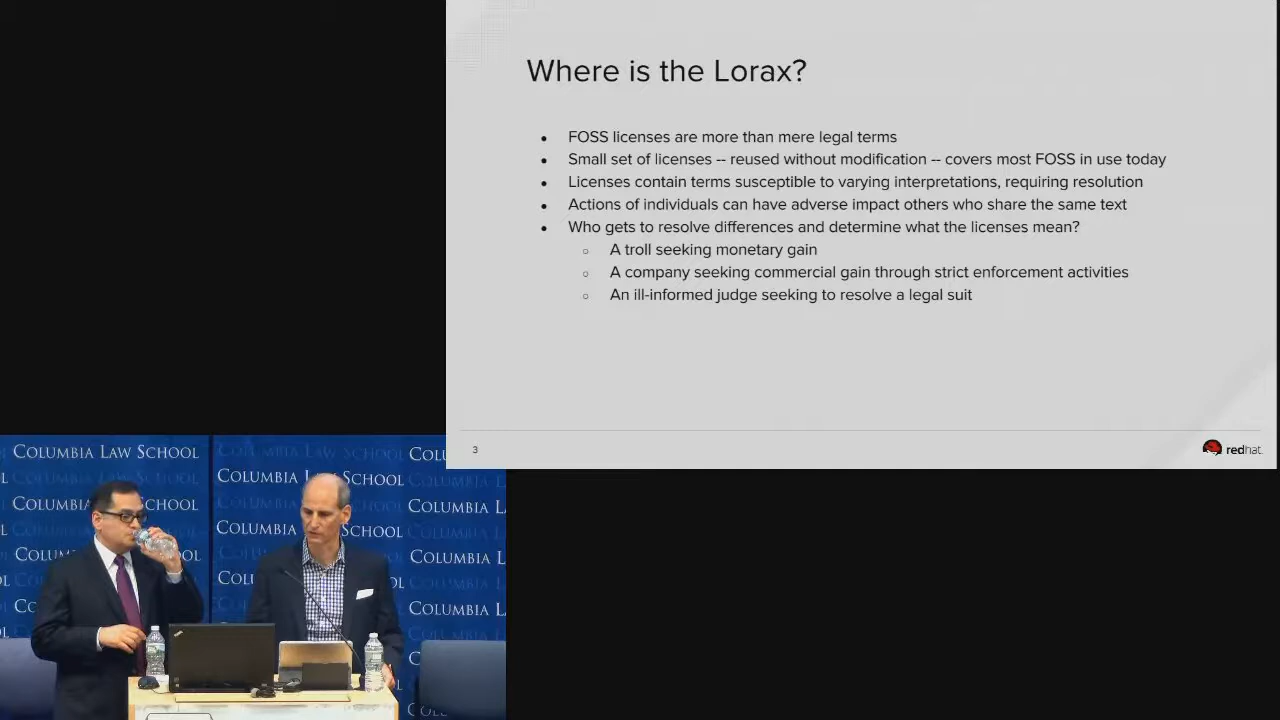 Where is the Lorax?
● FOSS licenses are more than mere legal terms
● Small set of licenses -- reused without modification -- covers most FOSS in use today
● Licenses contain terms susceptible to varying interpretations, requiring resolution
● Actions of individuals can have adverse impact others who share the same text
● Who gets to resolve differences and determine what the licenses mean?
○ A troll seeking monetary gain
○ A company seeking commercial gain through strict enforcement activities
○ An ill-informed judge seeking to resolve a legal suit
3
redhat.
COLUMBIA LAW SCHOOL
COLUMBIA LAW SCHOOL
COLUMBIA LAW SCHOOL
COLUMBIA LAW SCHOOL
COLUMBIA